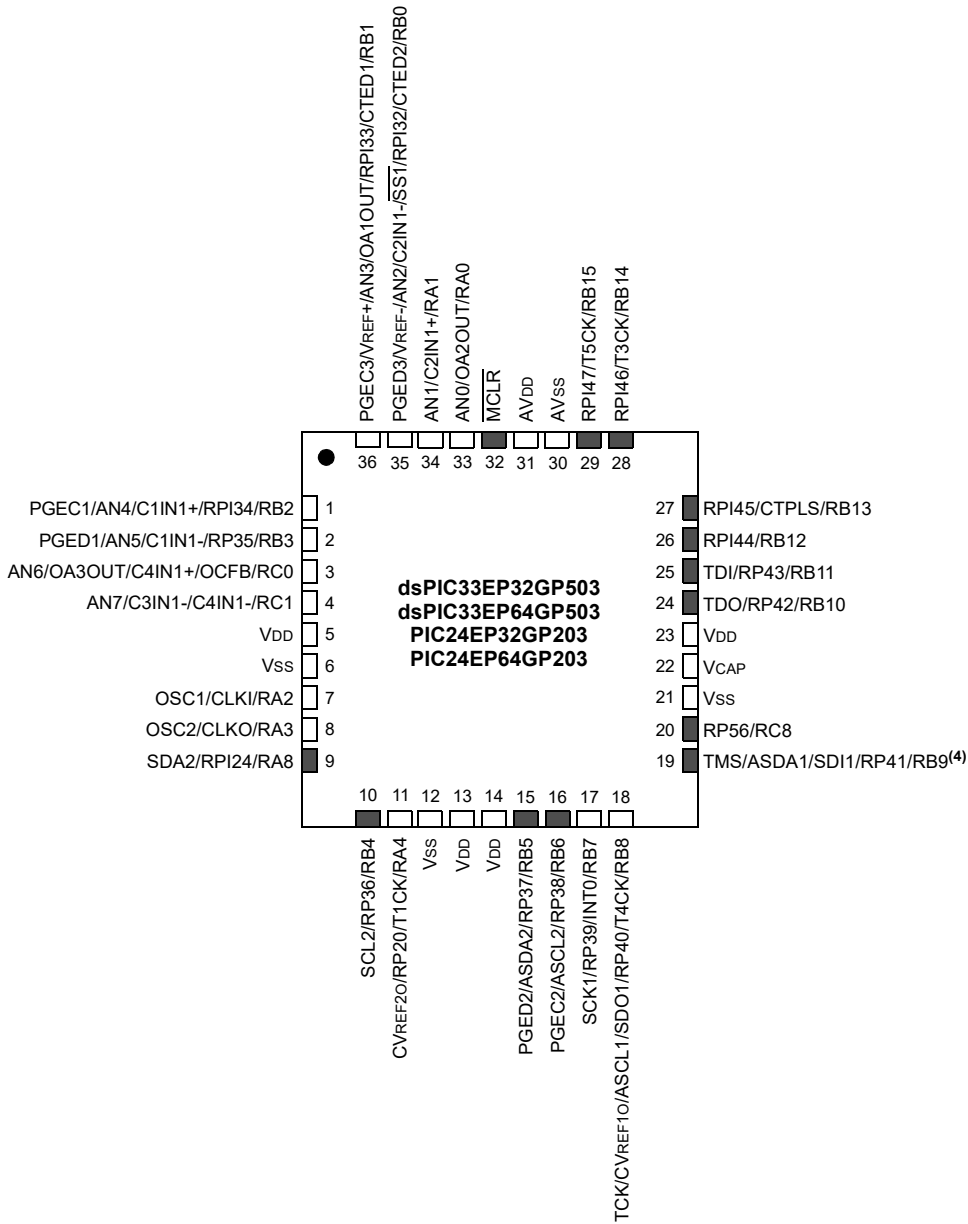 PGEC3/VREF+/AN3/OA1OUT/RPI33/CTED1/RB1
PGED3/VREF-/AN2/C2IN1-/SS1/RPI32/CTED2/RB0
AN1/C2IN1+/RA1
AN0/OA2OUT/RA0
MCLR
AVDD
AVSS
RPI47/T5CK/RB15
RPI46/T3CK/RB14
36 35 34 33 32 31 30 29 28
PGEC1/AN4/C1IN1+/RPI34/RB2 1
PGED1/AN5/C1IN1-/RP35/RB3 2
AN6/OA3OUT/C4IN1+/OCFB/RC0 3
AN7/C3IN1-/C4IN1-/RC1 4
VDD 5
VSS 6
OSC1/CLKI/RA2 7
OSC2/CLKO/RA3 8
SDA2/RPI24/RA8 9
dsPIC33EP32GP503
dsPIC33EP64GP503
PIC24EP32GP203
PIC24EP64GP203
27 RPI45/CTPLS/RB13
26 RPI44/RB12
25 TDI/RP43/RB11
24 TDO/RP42/RB10
23 VDD
22 VCAP
21 VSS
20 RP56/RC8
19 TMS/ASDA1/SDI1/RP41/RB9(4)
10 11 12 13 14 15 16 17 18
SCL2/RP36/RB4
CVREF2O/RP20/T1CK/RA4
VSS
VDD
VDD
PGED2/ASDA2/RP37/RB5
PGEC2/ASCL2/RP38/RB6
SCK1/RP39/INT0/RB7
TCK/CVREF1O/ASCL1/SDO1/RP40/T4CK/RB8